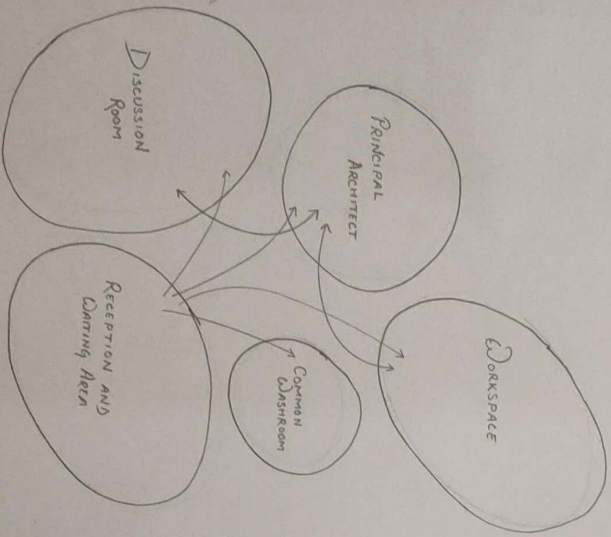 DISCUSSION
ROOM
PRINCIPAL
ARCHITECT
WORKSPACE
RECEPTION AND
WAITING AREA
COMMON
WASHROOM